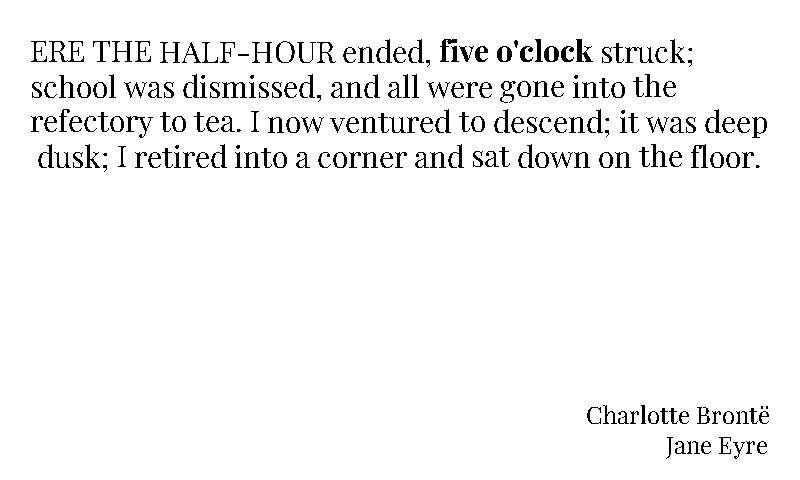 ERE THE HALF-HOUR ended, five o'clock struck;
school was dismissed, and all were gone into the
refectory to tea. I now ventured to descend; it was deep
dusk; I retired into a corner and sat down on the floor.
Charlotte Brontë
Jane Eyre